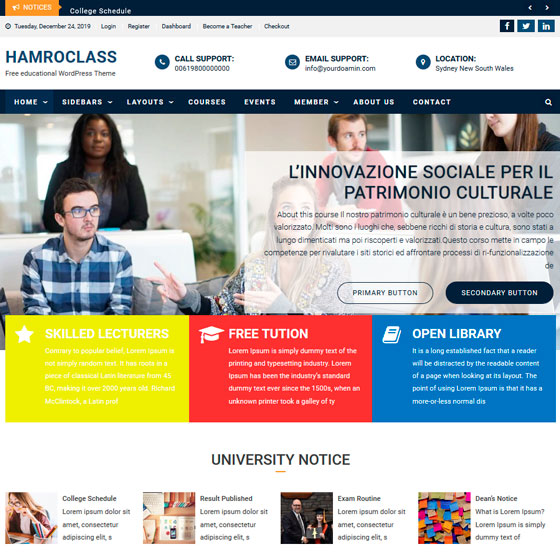 NOTICES College Schedule
Tuesday, December 24, 2019 Login Register Dashboard Become a Teacher Checkout
HAMROCLASS
Free educational WordPress Theme
CALL SUPPORT:
00619800000000
EMAIL SUPPORT:
info@yourdoamin.com
LOCATION:
Sydney New South Wales
HOME SIDEBARS LAYOUTS COURSES EVENTS MEMBER ABOUT US CONTACT
L'INNOVAZIONE SOCIALE PER IL
PATRIMONIO CULTURALE
About this course Il nostro patrimonio culturale è un bene prezioso, a volte poco
valorizzato. Molti sono i luoghi che, sebbene ricchi di storia e cultura, sono stati a
lungo dimenticati ma poi riscoperti e valorizzati.Questo corso mette in campo le
competenze per rivalutare i siti storici ed affrontare processi di ri-funzionalizzazione
de
PRIMARY BUTTON SECONDARY BUTTON
SKILLED LECTURERS
Contrary to popular belief, Lorem Ipsum is
not simply random text. It has roots in a
piece of classical Latin literature from 45
BC, making it over 2000 years old. Richard
McClintock, a Latin prof
FREE TUTION
Lorem Ipsum is simply dummy text of the
printing and typesetting industry. Lorem
Ipsum has been the industry's standard
dummy text ever since the 1500s, when an
unknown printer took a galley of ty
OPEN LIBRARY
It is a long established fact that a reader
will be distracted by the readable content
of a page when looking at its layout. The
point of using Lorem Ipsum is that it has a
more-or-less normal dis
UNIVERSITY NOTICE
College Schedule
Lorem ipsum dolor sit
amet, consectetur
adipiscing elit, s
Result Published
Lorem ipsum dolor sit
amet, consectetur
adipiscing elit, s
Exam Routine
Lorem ipsum dolor sit
amet, consectetur
adipiscing elit, s
Dean's Notice
What is Lorem Ipsum?
Lorem Ipsum is simply
dummy text of